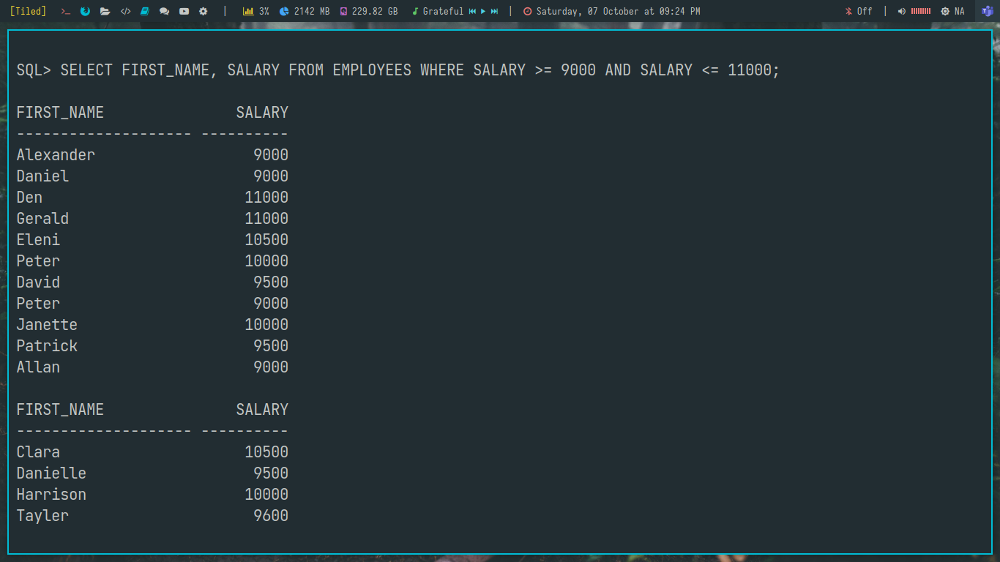 [Tiled] >_ </> | 3% 2142 MB 229.82 GB Grateful | Saturday, 07 October at 09:24 PM Off | NA
SQL> SELECT FIRST_NAME, SALARY FROM EMPLOYEES WHERE SALARY >= 9000 AND SALARY <= 11000;
FIRST_NAME SALARY
-------------------- ----------
Alexander 9000
Daniel 9000
Den 11000
Gerald 11000
Eleni 10500
Peter 10000
David 9500
Peter 9000
Janette 10000
Patrick 9500
Allan 9000
FIRST_NAME SALARY
-------------------- ----------
Clara 10500
Danielle 9500
Harrison 10000
Tayler 9600